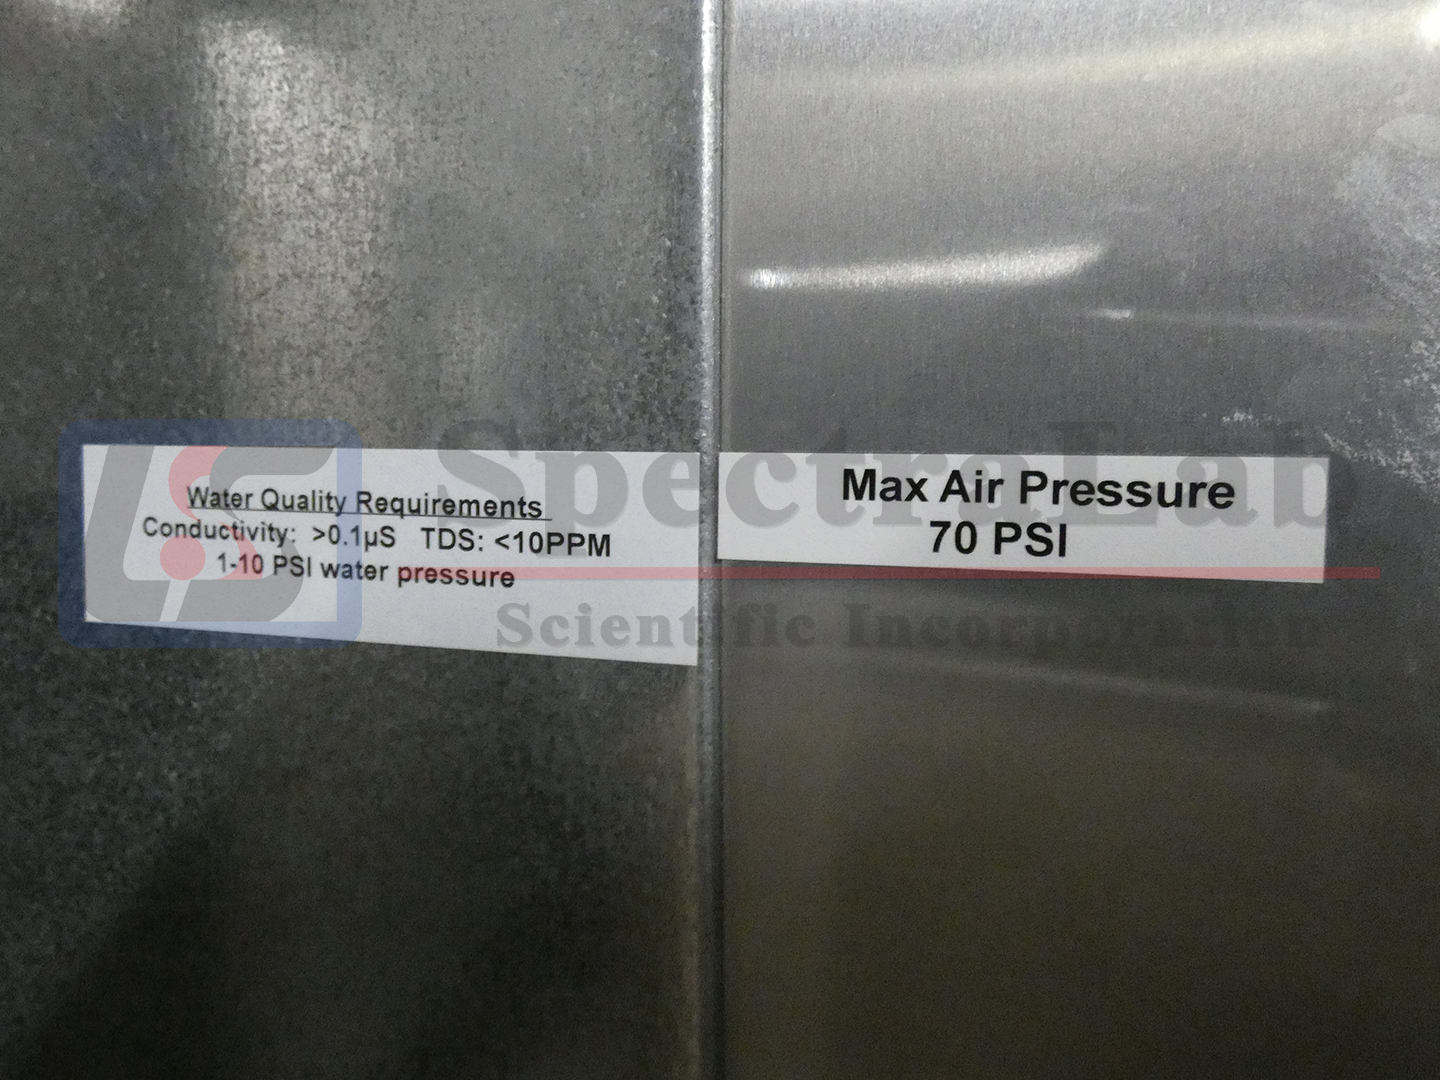 Water Quality Requirements
Conductivity: >0.1µS TDS: <10PPM
1-10 PSI water pressure
Max Air Pressure
70 PSI
SpectraLab
Scientific Incorporation